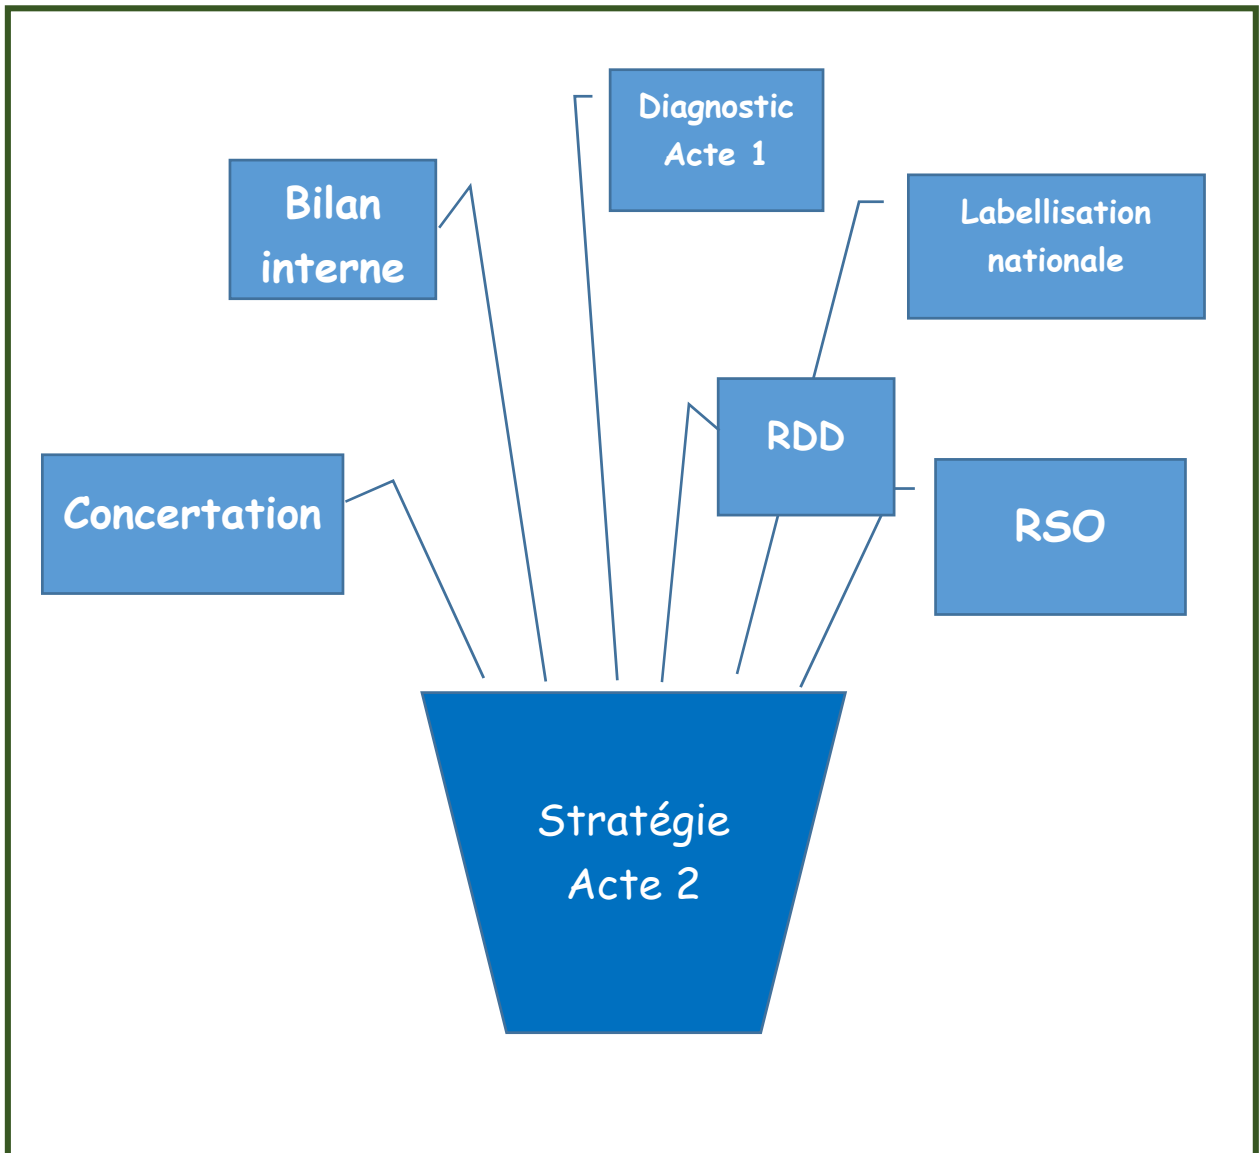 Diagnostic
Acte 1
Bilan
interne
Labellisation
nationale
RDD
Concertation
RSO
Stratégie
Acte 2